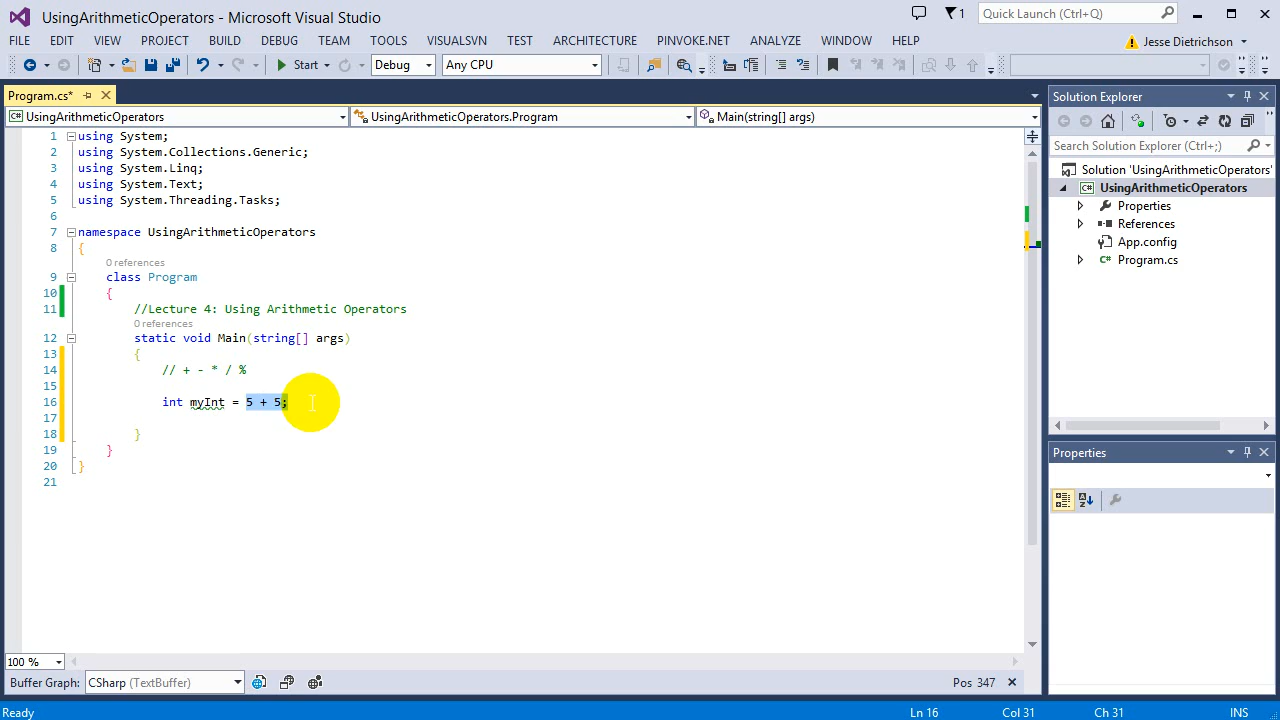 UsingArithmeticOperators - Microsoft Visual Studio
1
Quick Launch (Ctrl+Q)
FILE EDIT VIEW PROJECT BUILD DEBUG TEAM TOOLS VISUALSVN TEST ARCHITECTURE PINVOKE.NET ANALYZE WINDOW HELP
Jesse Dietrichson
Start Debug Any CPU
Program.cs*
UsingArithmeticOperators UsingArithmeticOperators.Program Main(string[] args)
1 using System;
2 using System.Collections.Generic;
3 using System.Linq;
4 using System.Text;
5 using System.Threading.Tasks;
6
7 namespace UsingArithmeticOperators
8 {
0 references
9 class Program
10 {
11 //Lecture 4: Using Arithmetic Operators
0 references
12 static void Main(string[] args)
13 {
14 // + - * / %
15
16 int myInt = 5 + 5;
17
18 }
19 }
20 }
21
100 %
Buffer Graph: CSharp (TextBuffer) Pos 347
Solution Explorer
Search Solution Explorer (Ctrl+;)
Solution 'UsingArithmeticOperators'
C# UsingArithmeticOperators
Properties
References
App.config
C# Program.cs
Properties
Ready Ln 16 Col 31 Ch 31 INS